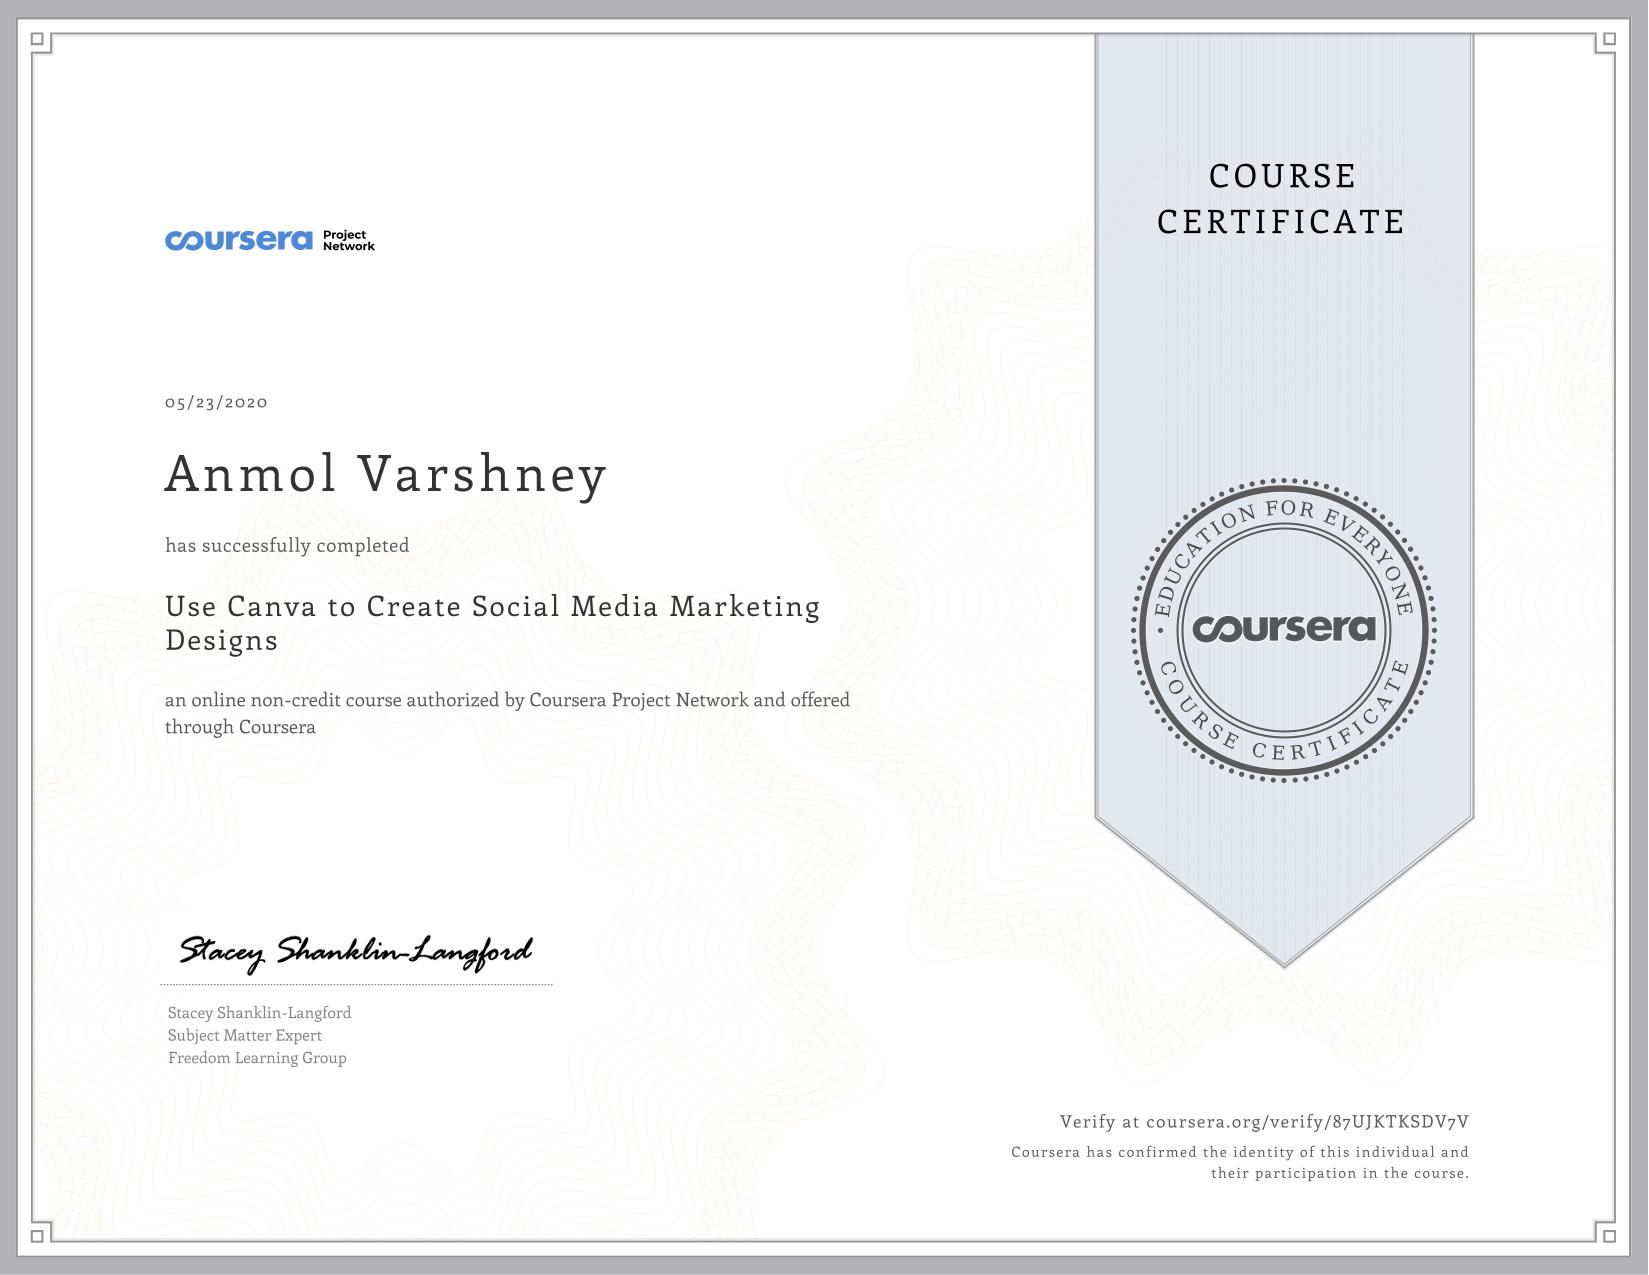 COURSE
CERTIFICATE
coursera Project
Network
05/23/2020
Anmol Varshney
has successfully completed
Use Canva to Create Social Media Marketing
Designs
an online non-credit course authorized by Coursera Project Network and offered
through Coursera
EDUCATION FOR EVERYONE
coursera
COURSE CERTIFICATE
Stacey Shanklin-Langford
Stacey Shanklin-Langford
Subject Matter Expert
Freedom Learning Group
Verify at coursera.org/verify/87UJKTKSDV7V
Coursera has confirmed the identity of this individual and
their participation in the course.